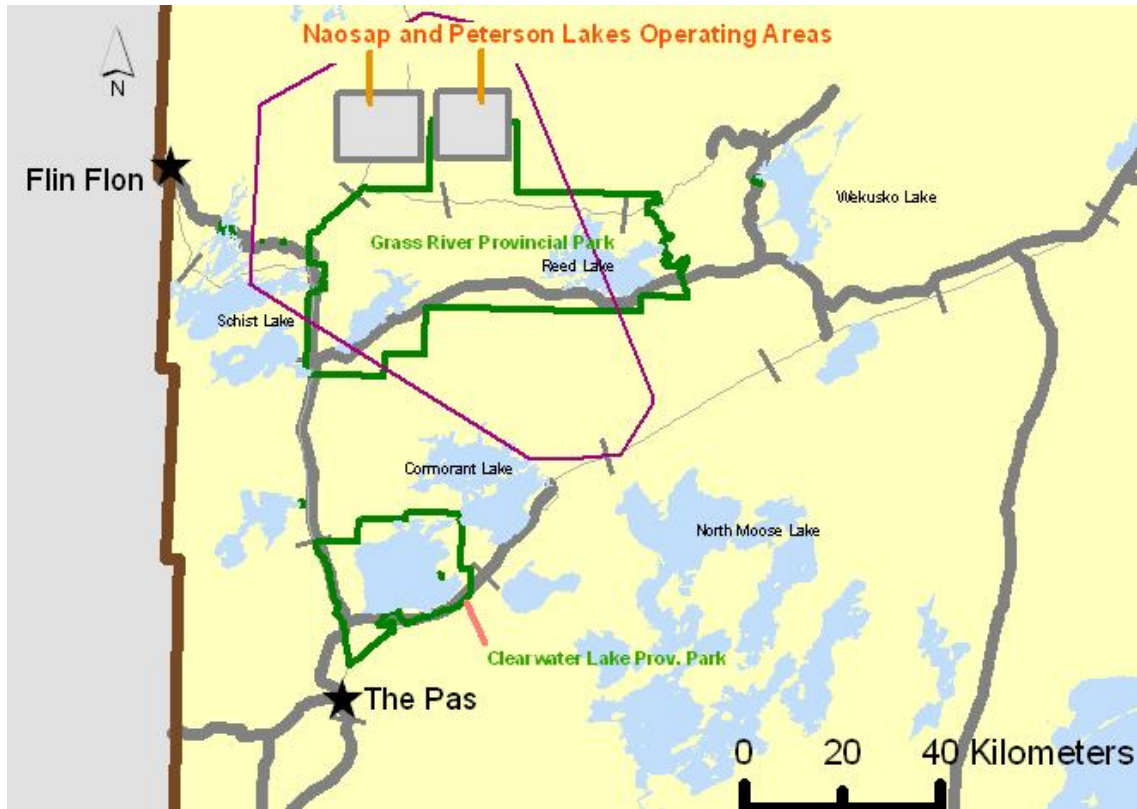 Naosap and Peterson Lakes Operating Areas
N
Flin Flon
Wekusko Lake
Grass River Provincial Park
Reed Lake
Schist Lake
Cormorant Lake
North Moose Lake
Clearwater Lake Prov. Park
The Pas
0 20 40 Kilometers